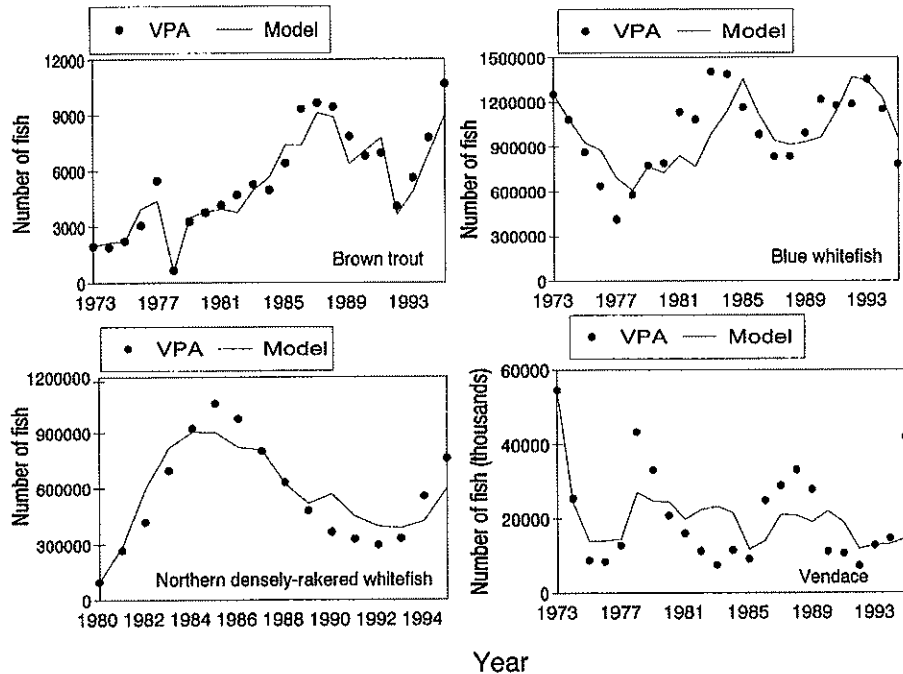 VPA Model
Number of fish
12000
9000
6000
3000
0
Brown trout
1973 1977 1981 1985 1989 1993
VPA Model
Number of fish
1500000
1200000
900000
600000
300000
0
Blue whitefish
1973 1977 1981 1985 1989 1993
VPA Model
Number of fish
1200000
900000
600000
300000
0
Northern densely-rakered whitefish
1980 1982 1984 1986 1988 1990 1992 1994
VPA Model
Number of fish (thousands)
60000
40000
20000
0
Vendace
1973 1977 1981 1985 1989 1993
Year